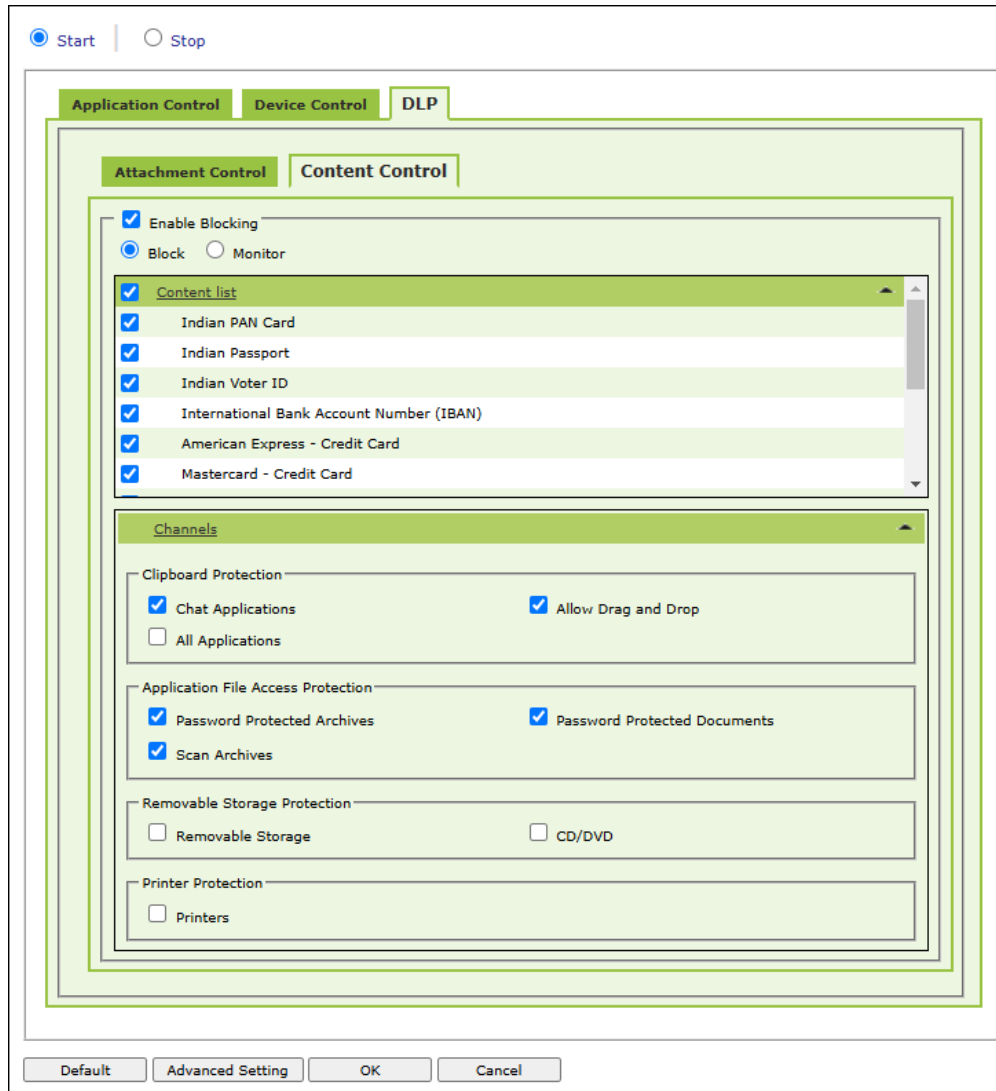 Start Stop
Application Control Device Control DLP
Attachment Control Content Control
Enable Blocking
Block Monitor
Content list
Indian PAN Card
Indian Passport
Indian Voter ID
International Bank Account Number (IBAN)
American Express - Credit Card
Mastercard - Credit Card
Channels
Clipboard Protection
Chat Applications Allow Drag and Drop
All Applications
Application File Access Protection
Password Protected Archives Password Protected Documents
Scan Archives
Removable Storage Protection
Removable Storage CD/DVD
Printer Protection
Printers
Default Advanced Setting OK Cancel